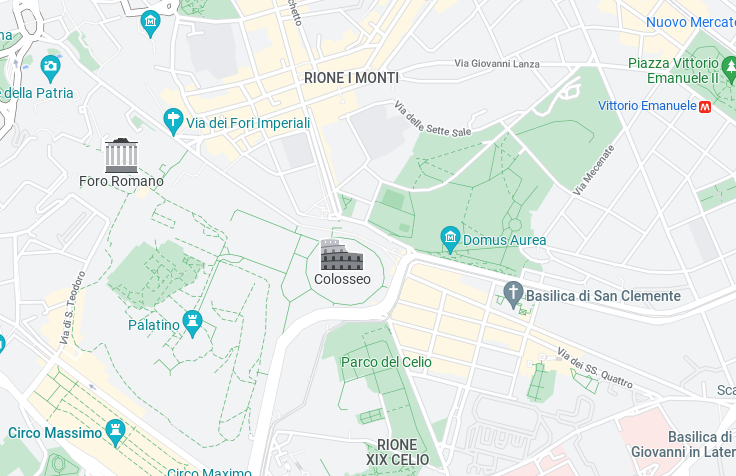 Nuovo Mercato
na
Via Giovanni Lanza
Piazza Vittorio
Emanuele II
RIONE I MONTI
e della Patria
Vittorio Emanuele M
Via delle Sette Sale
Via dei Fori Imperiali
Via Mecenate
Foro Romano
Domus Aurea
Colosseo
Via di S. Teodoro
Basilica di San Clemente
Palatino
Via dei SS. Quattro
Parco del Celio
Sca
Circo Massimo
Basilica di
Giovanni in Later
RIONE
XIX CELIO
Circo Maximo